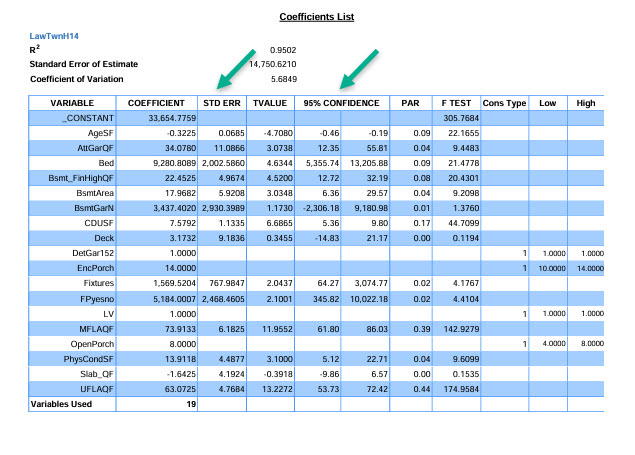 Coefficients List
LawTwnH14
R² 0.9502
Standard Error of Estimate 14,750.6210
Coefficient of Variation 5.6849
VARIABLE COEFFICIENT STD ERR TVALUE 95% CONFIDENCE PAR F TEST Cons Type Low High
_CONSTANT 33,654.7759 305.7684
AgeSF -0.3225 0.0685 -4.7080 -0.46 -0.19 0.09 22.1655
AttGarQF 34.0780 11.0866 3.0738 12.35 55.81 0.04 9.4483
Bed 9,280.8089 2,002.5860 4.6344 5,355.74 13,205.88 0.09 21.4778
Bsmt_FinHighQF 22.4525 4.9674 4.5200 12.72 32.19 0.08 20.4301
BsmtArea 17.9682 5.9208 3.0348 6.36 29.57 0.04 9.2098
BsmtGarN 3,437.4020 2,930.3989 1.1730 -2,306.18 9,180.98 0.01 1.3760
CDUSF 7.5792 1.1335 6.6865 5.36 9.80 0.17 44.7099
Deck 3.1732 9.1836 0.3455 -14.83 21.17 0.00 0.1194
DetGar152 1.0000 1 1.0000 1.0000
EncPorch 14.0000 1 10.0000 14.0000
Fixtures 1,569.5204 767.9847 2.0437 64.27 3,074.77 0.02 4.1767
FPyesno 5,184.0007 2,468.4605 2.1001 345.82 10,022.18 0.02 4.4104
LV 1.0000 1 1.0000 1.0000
MFLAQF 73.9133 6.1825 11.9552 61.80 86.03 0.39 142.9279
OpenPorch 8.0000 1 4.0000 8.0000
PhysCondSF 13.9118 4.4877 3.1000 5.12 22.71 0.04 9.6099
Slab_QF -1.6425 4.1924 -0.3918 -9.86 6.57 0.00 0.1535
UFLAQF 63.0725 4.7684 13.2272 53.73 72.42 0.44 174.9584
Variables Used 19